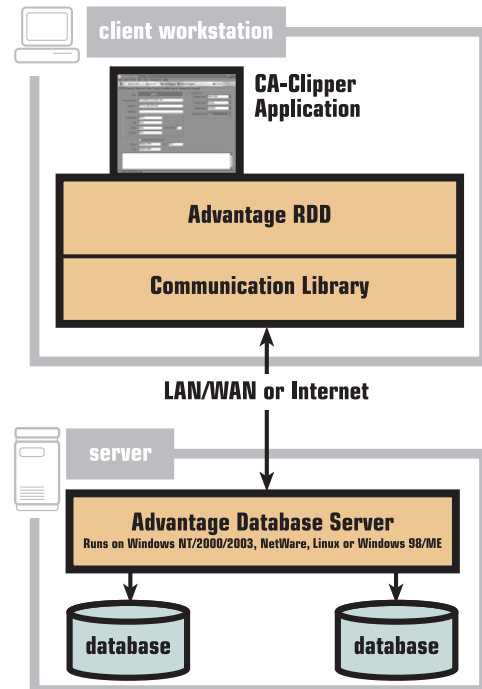 client workstation
CA-Clipper
Application
Advantage RDD
Communication Library
LAN/WAN or Internet
server
Advantage Database Server
Runs on Windows NT/2000/2003, NetWare, Linux or Windows 98/ME
database
database